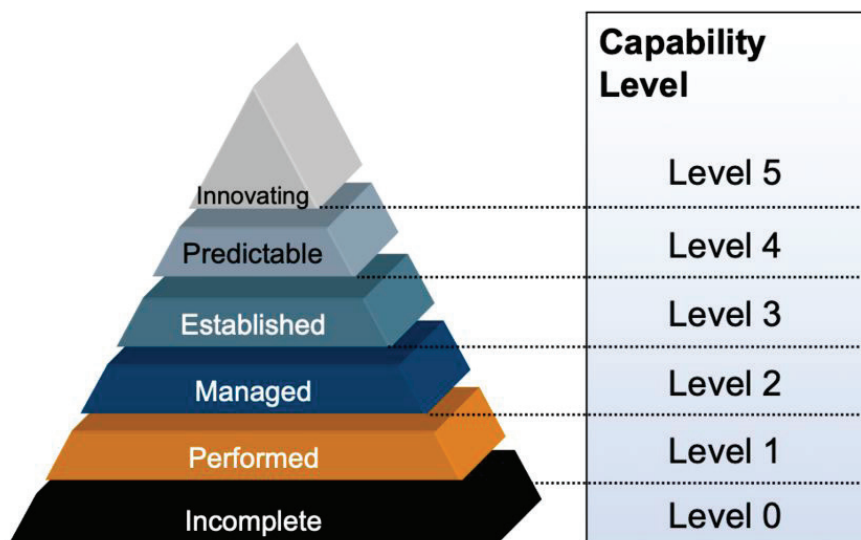 Capability
Level
Innovating
Level 5
Predictable
Level 4
Established
Level 3
Managed
Level 2
Performed
Level 1
Incomplete
Level 0